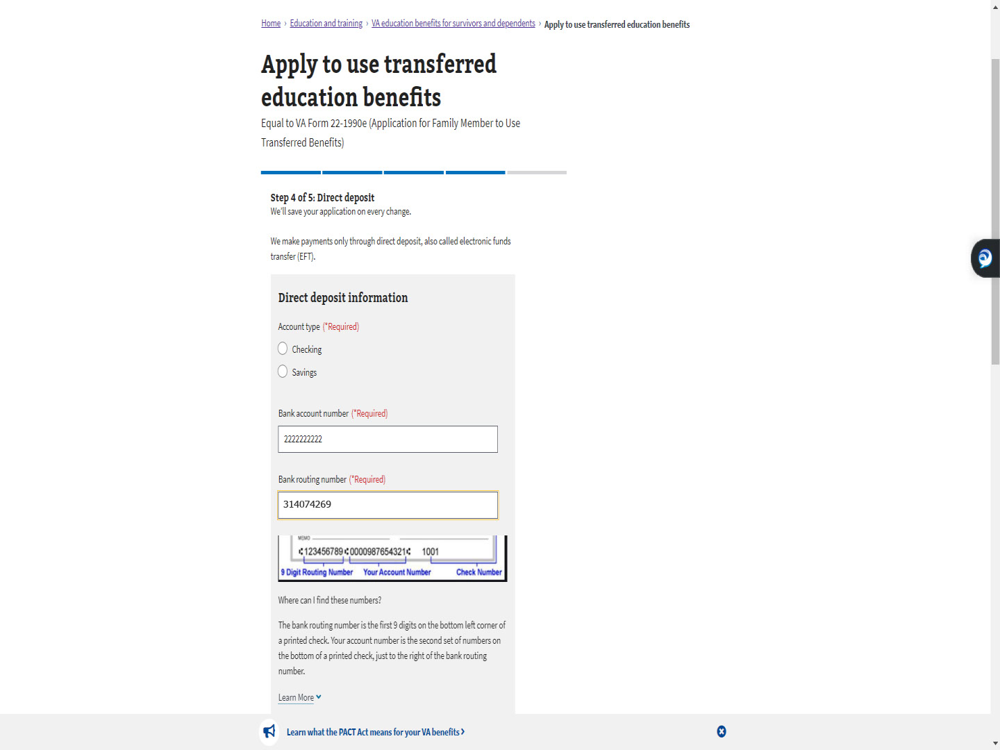 Home › Education and training › VA education benefits for survivors and dependents › Apply to use transferred education benefits
Apply to use transferred
education benefits
Equal to VA Form 22-1990e (Application for Family Member to Use
Transferred Benefits)
Step 4 of 5: Direct deposit
We'll save your application on every change.
We make payments only through direct deposit, also called electronic funds
transfer (EFT).
Direct deposit information
Account type (*Required)
Checking
Savings
Bank account number (*Required)
2222222222
Bank routing number (*Required)
314074269
MEMO
⑆123456789⑆0000987654321⑆ 1001
9 Digit Routing Number Your Account Number Check Number
Where can I find these numbers?
The bank routing number is the first 9 digits on the bottom left corner of
a printed check. Your account number is the second set of numbers on
the bottom of a printed check, just to the right of the bank routing
number.
Learn More
Learn what the PACT Act means for your VA benefits ›